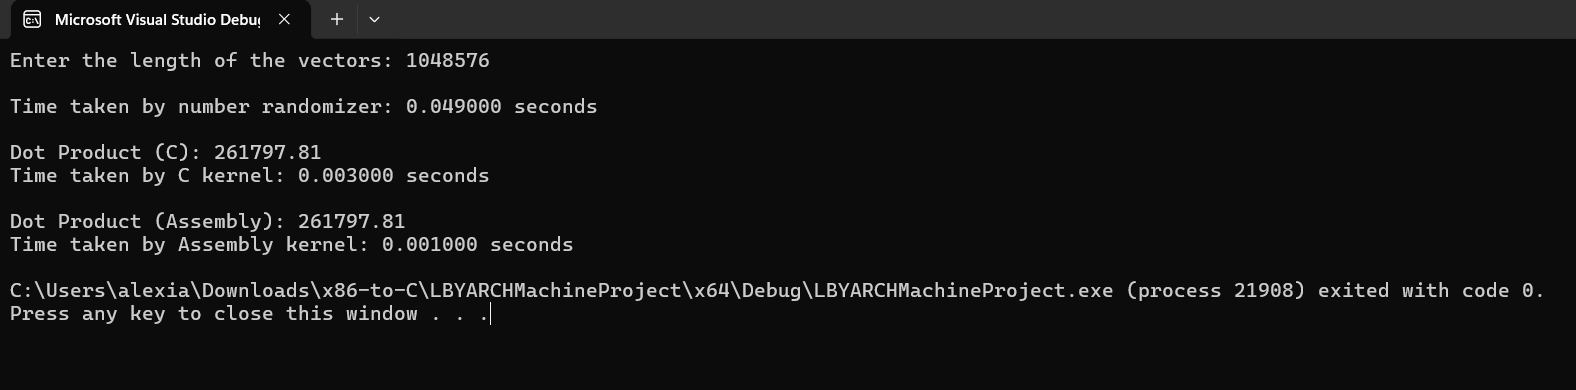 Microsoft Visual Studio Debu
Enter the length of the vectors: 1048576
Time taken by number randomizer: 0.049000 seconds
Dot Product (C): 261797.81
Time taken by C kernel: 0.003000 seconds
Dot Product (Assembly): 261797.81
Time taken by Assembly kernel: 0.001000 seconds
C:\Users\alexia\Downloads\x86-to-C\LBYARCHMachineProject\x64\Debug\LBYARCHMachineProject.exe (process 21908) exited with code 0.
Press any key to close this window . . .